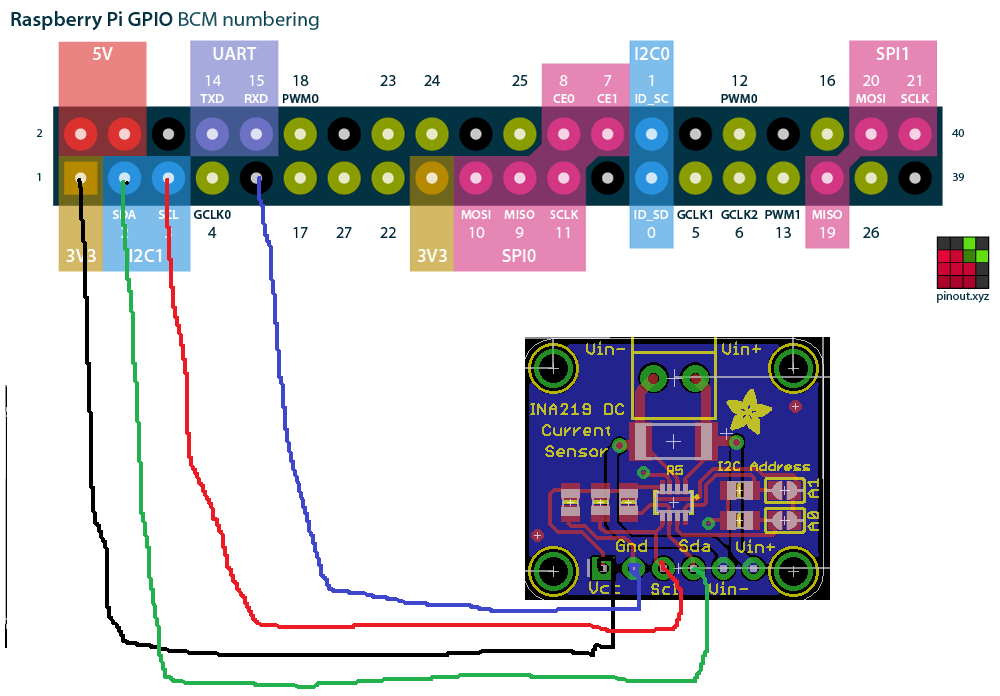 Raspberry Pi GPIO BCM numbering
5V UART I2C0 SPI1
14 15 18 23 24 25 8 7 1 12 16 20 21
TXD RXD PWM0 CE0 CE1 ID_SC PWM0 MOSI SCLK
2 40
1 39
SDA SCL GCLK0 MOSI MISO SCLK ID_SD GCLK1 GCLK2 PWM1 MISO
4 17 27 22 10 9 11 0 5 6 13 19 26
3V3 I2C1 3V3 SPI0
pinout.xyz
Vin- Vin+
INA219 DC
Current
Sensor
R5 I2C Address
A1
A0
Gnd Sda Vin+
Vcc Scl Vin-